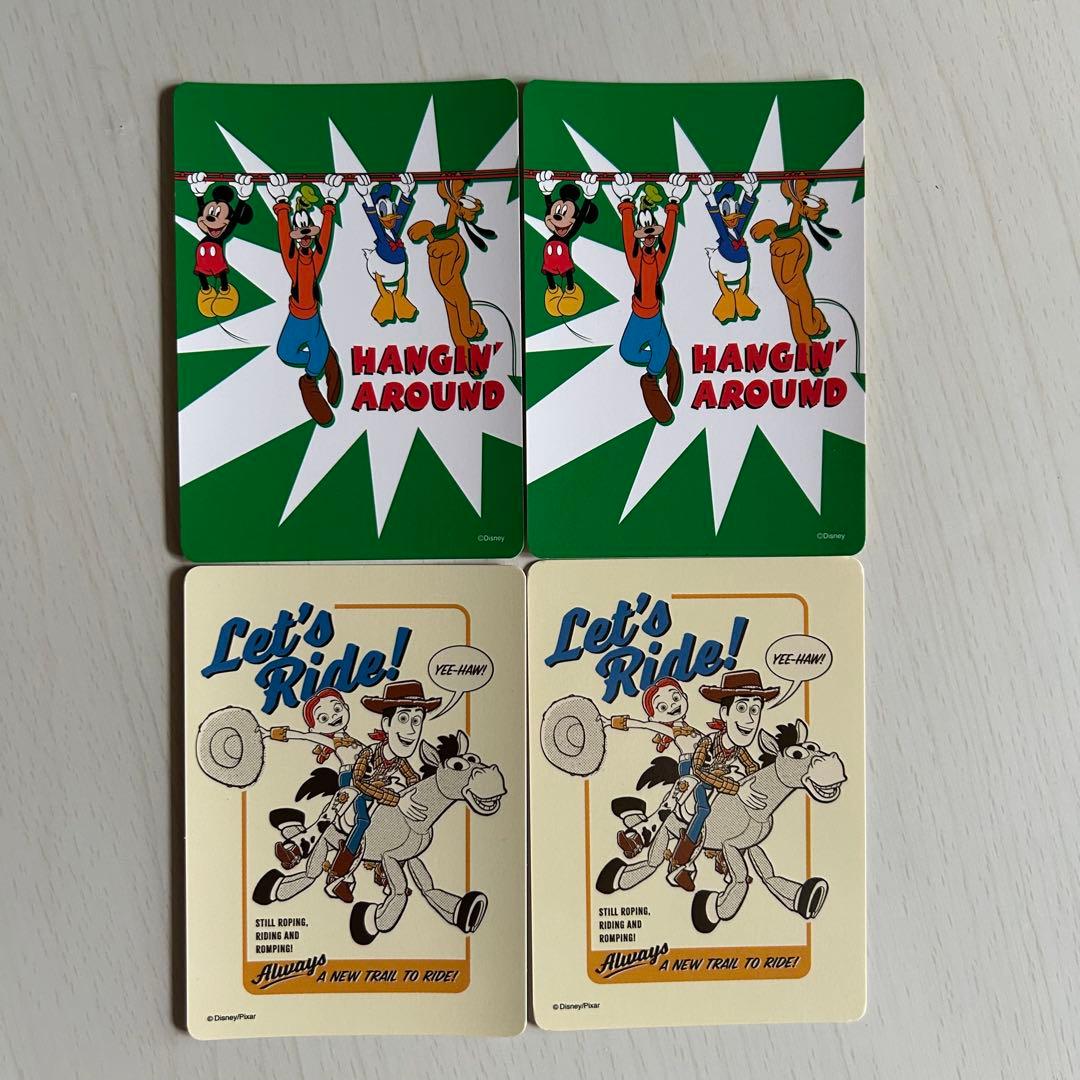 HANGIN'
AROUND
©Disney
HANGIN'
AROUND
©Disney
Let's
Ride!
YEE-HAW!
STILL ROPING,
RIDING AND
ROMPING!
Always A NEW TRAIL TO RIDE!
©Disney/Pixar
Let's
Ride!
YEE-HAW!
STILL ROPING,
RIDING AND
ROMPING!
Always A NEW TRAIL TO RIDE!
©Disney/Pixar